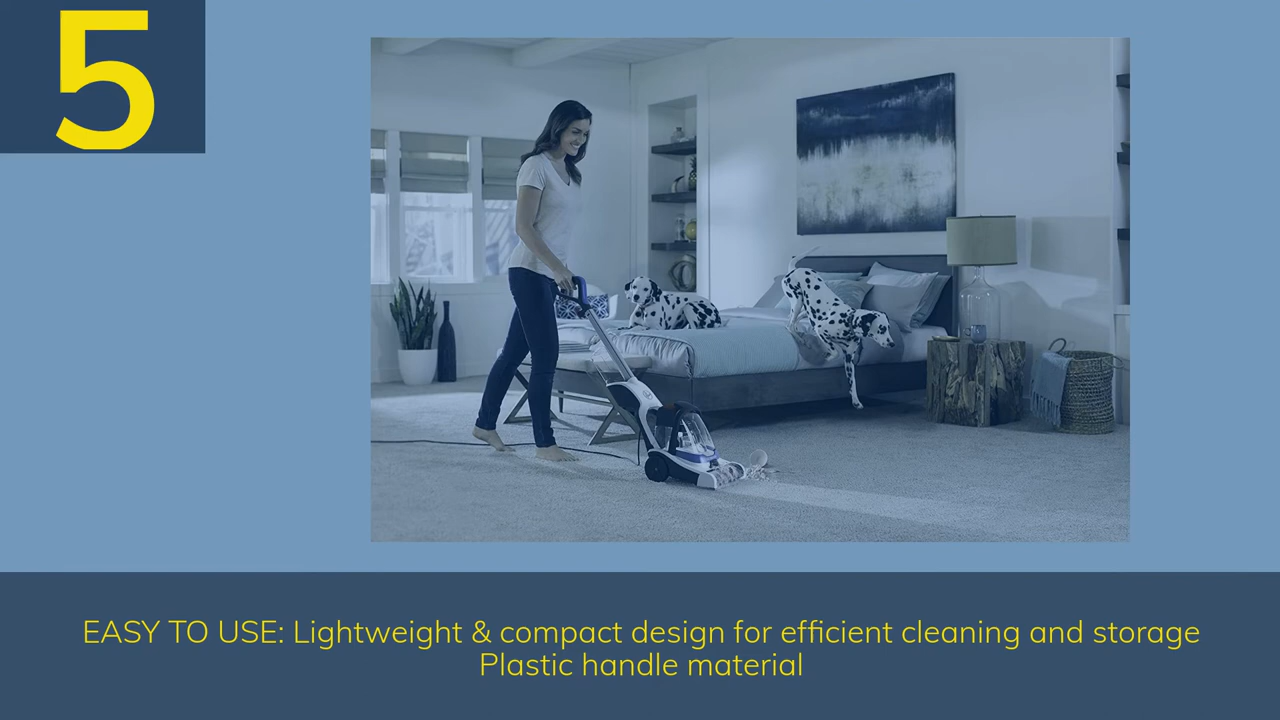 5
EASY TO USE: Lightweight & compact design for efficient cleaning and storage
Plastic handle material